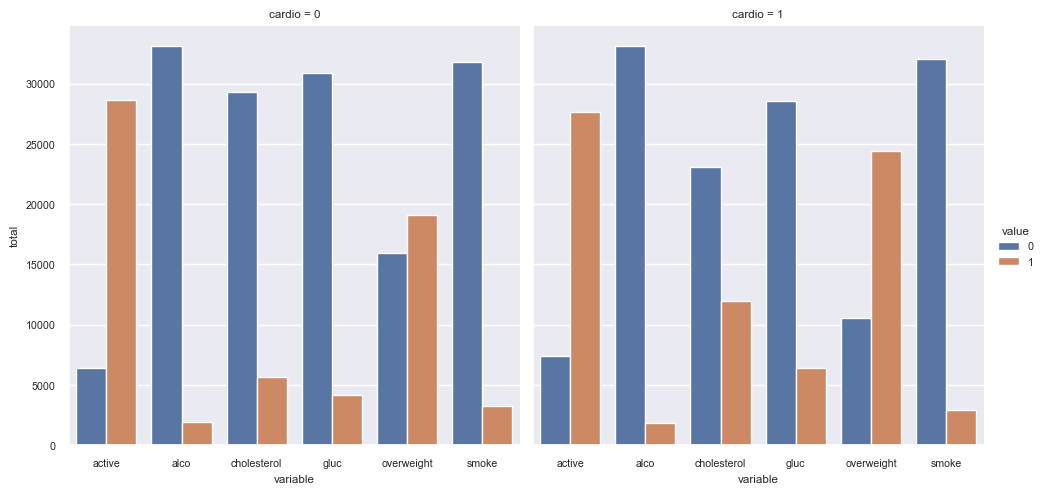 cardio = 0
cardio = 1
total
30000
25000
20000
15000
10000
5000
0
active alco cholesterol gluc overweight smoke
variable
active alco cholesterol gluc overweight smoke
variable
value
0
1